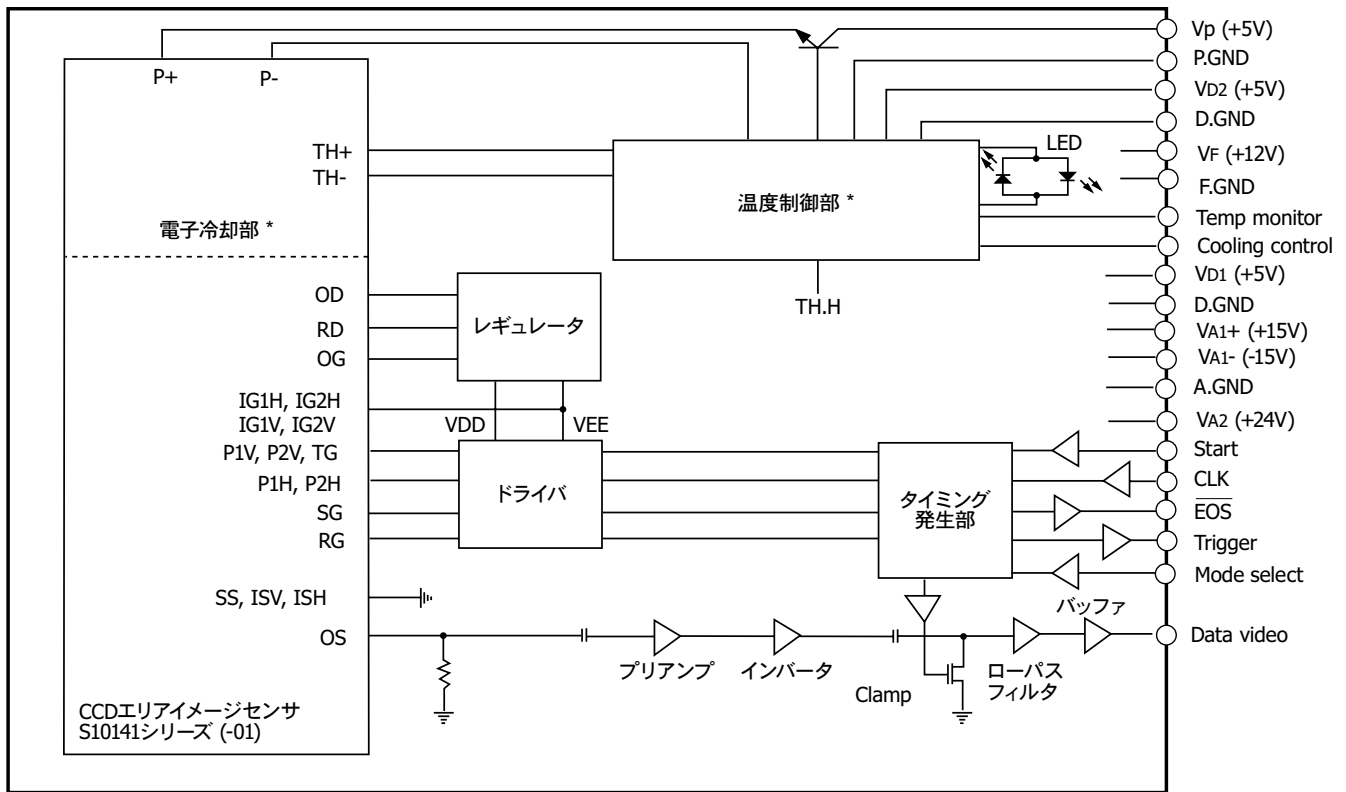 Vp (+5V)
P.GND
VD2 (+5V)
D.GND
VF (+12V)
F.GND
Temp monitor
Cooling control
VD1 (+5V)
D.GND
VA1+ (+15V)
VA1- (-15V)
A.GND
VA2 (+24V)
Start
CLK
EOS
Trigger
Mode select
Data video
P+
P-
TH+
TH-
電子冷却部 *
温度制御部 *
LED
TH.H
OD
RD
OG
レギュレータ
IG1H, IG2H
IG1V, IG2V
VDD
VEE
P1V, P2V, TG
P1H, P2H
SG
RG
ドライバ
タイミング
発生部
SS, ISV, ISH
OS
プリアンプ
インバータ
Clamp
ローパス
フィルタ
バッファ
CCDエリアイメージセンサ
S10141シリーズ (-01)